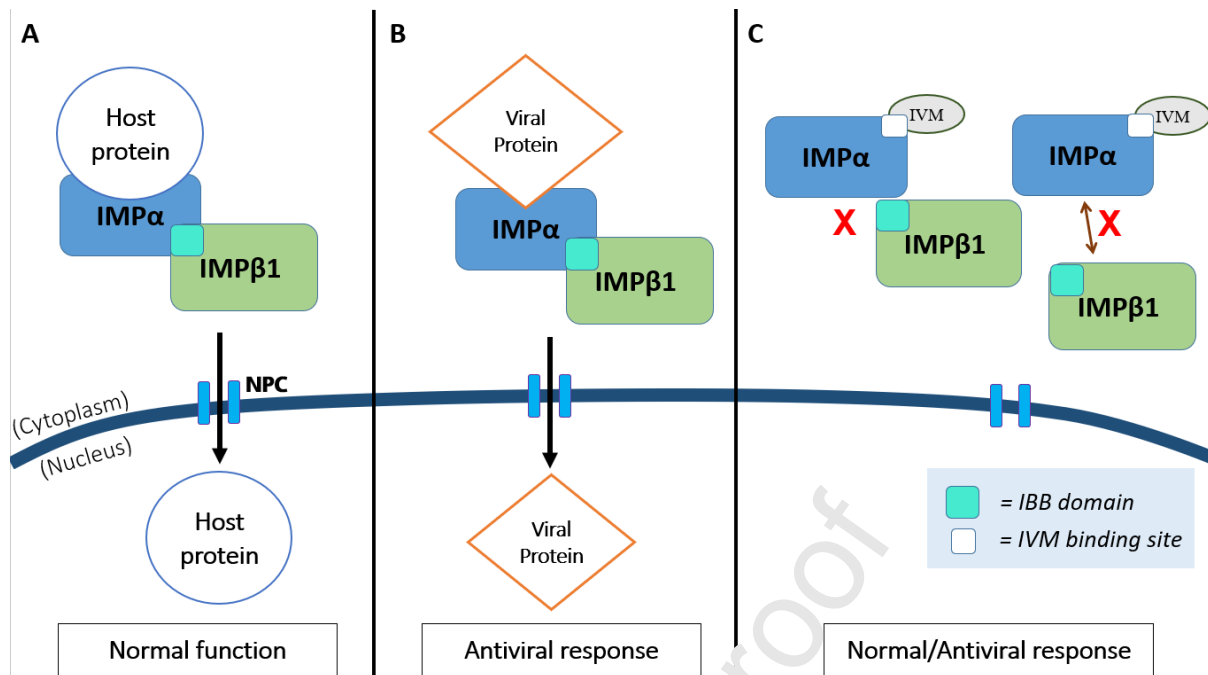 A
Host
protein
IMPα
IMPβ1
NPC
(Cytoplasm)
(Nucleus)
Host
protein
Normal function
B
Viral
Protein
IMPα
IMPβ1
Viral
Protein
Antiviral response
C
IVM
IMPα
X
IMPβ1
IVM
IMPα
X
IMPβ1
= IBB domain
= IVM binding site
Normal/Antiviral response
roof